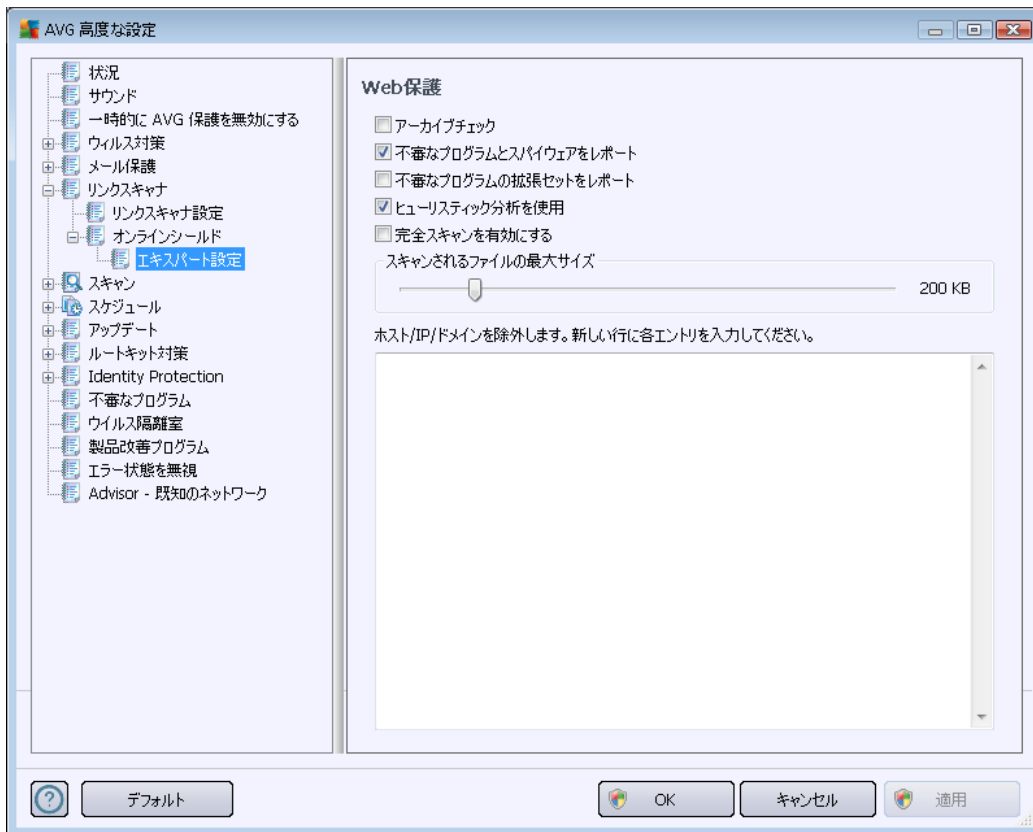 AVG 高度な設定
状況
サウンド
一時的に AVG 保護を無効にする
ウィルス対策
メール保護
リンクスキャナ
リンクスキャナ設定
オンラインシールド
エキスパート設定
スキャン
スケジュール
アップデート
ルートキット対策
Identity Protection
不審なプログラム
ウイルス隔離室
製品改善プログラム
エラー状態を無視
Advisor - 既知のネットワーク
Web保護
アーカイブチェック
不審なプログラムとスパイウェアをレポート
不審なプログラムの拡張セットをレポート
ヒューリスティック分析を使用
完全スキャンを有効にする
スキャンされるファイルの最大サイズ
200 KB
ホスト/IP/ドメインを除外します。新しい行に各エントリを入力してください。
デフォルト
OK
キャンセル
適用